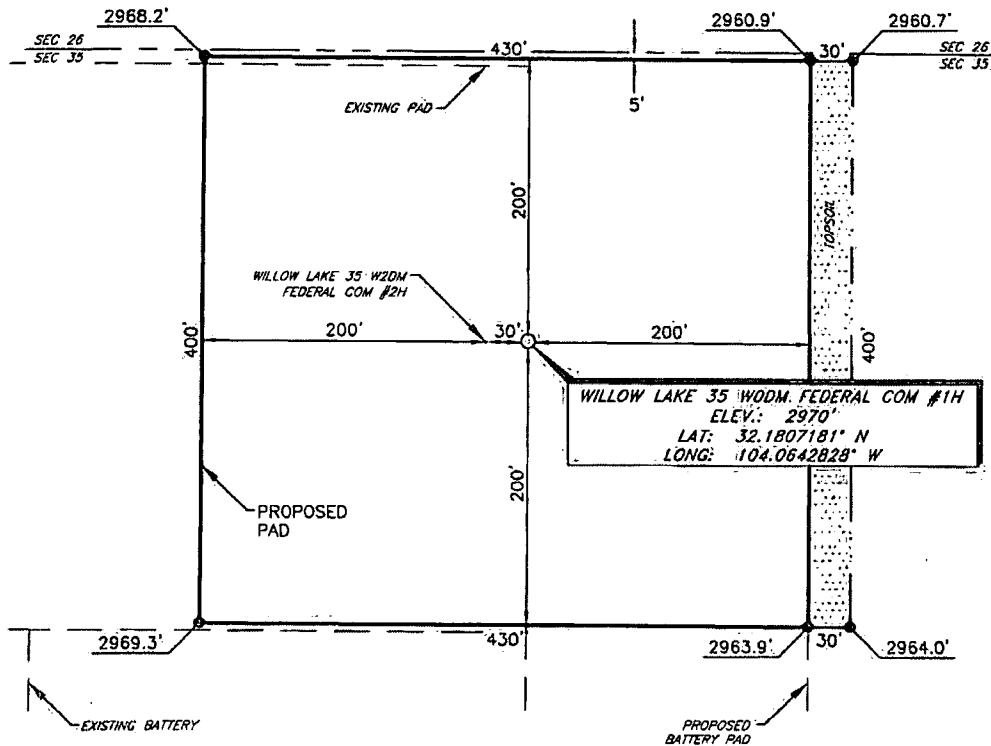 2968.2'
2960.9'
2960.7'
SEC 26
SEC 35
430'
30'
SEC 26
SEC 35
EXISTING PAD
5'
200'
TOPSOIL
WILLOW LAKE 35 W2DM
FEDERAL COM #2H
400'
200'
30'
200'
400'
WILLOW LAKE 35 W0DM FEDERAL COM #1H
ELEV.: 2970'
LAT: 32.1807181° N
LONG: 104.0642828° W
200'
PROPOSED
PAD
2969.3'
430'
2963.9'
30'
2964.0'
EXISTING BATTERY
PROPOSED
BATTERY PAD